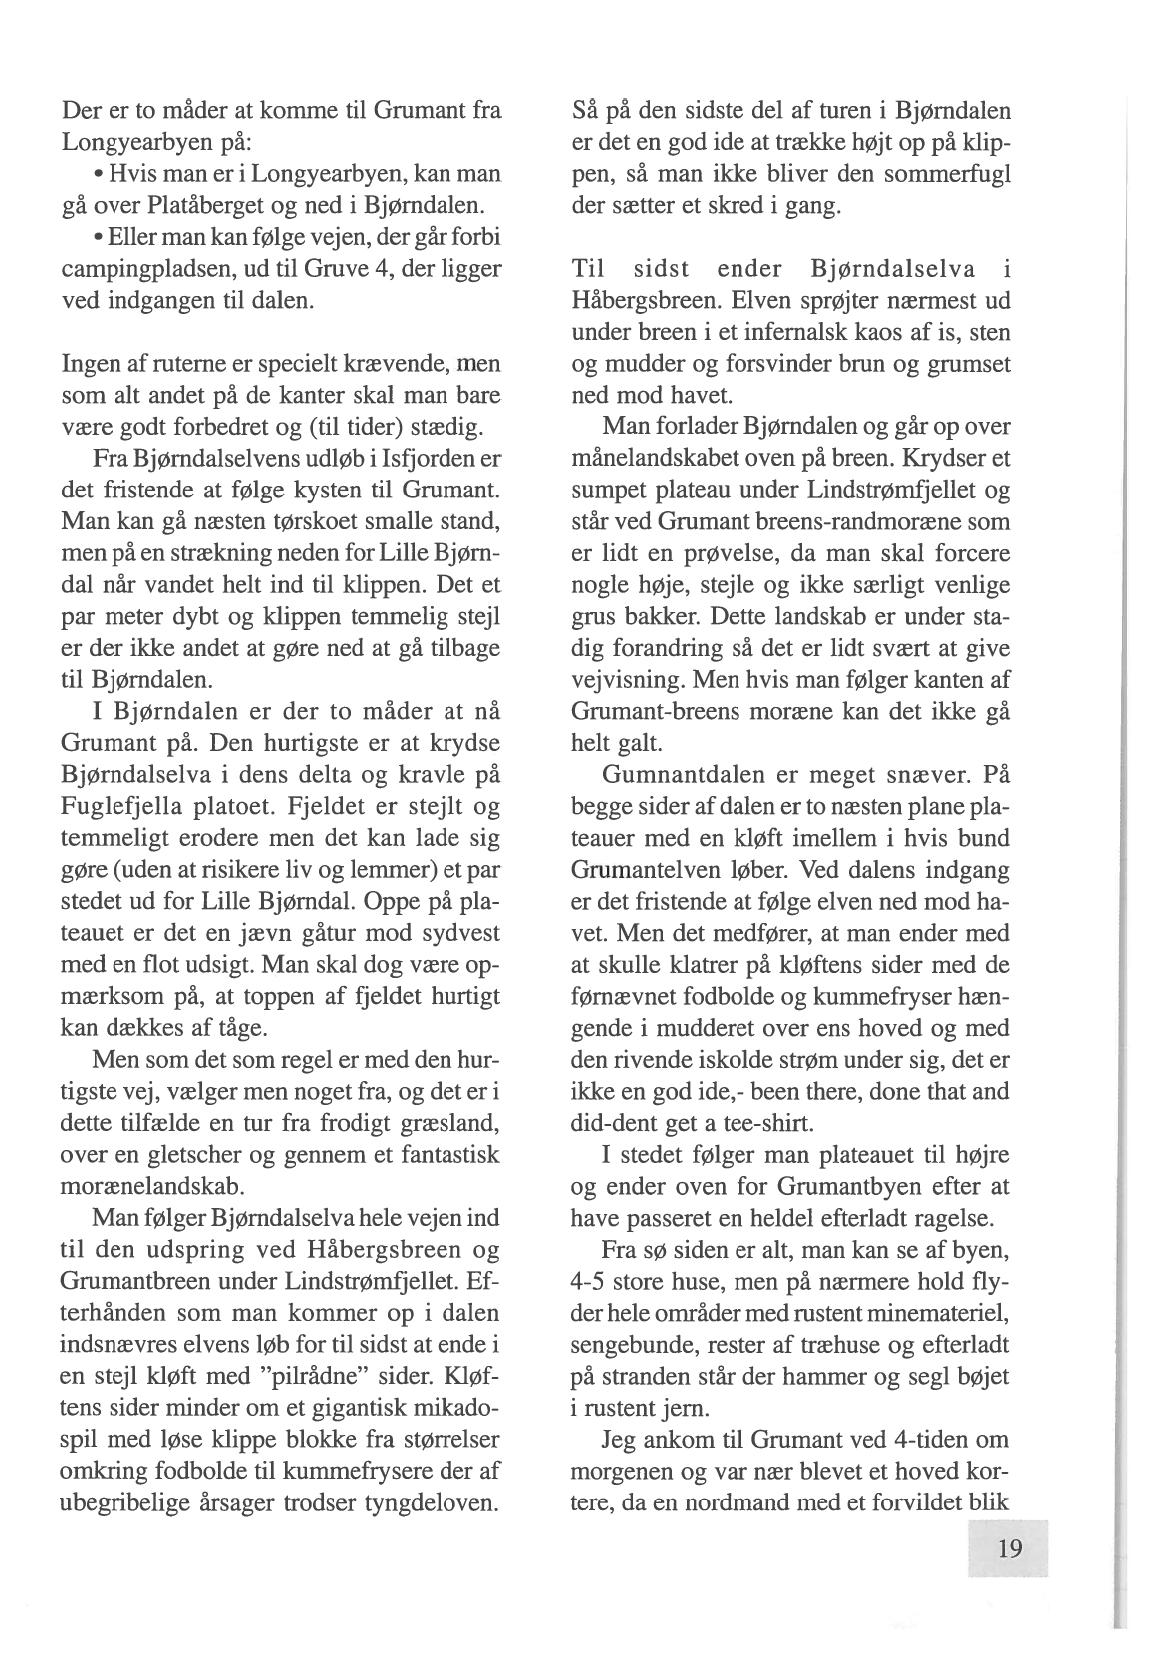 Der er to måder at komme til Grumant fra
Longyearbyen på:
• Hvis man er i Longyearbyen, kan man
gå over Platåberget og ned i Bjørndalen.
• Eller man kan følge vejen, der går forbi
campingpladsen, ud til Gruve 4, der ligger
ved indgangen til dalen.

Ingen af ruterne er specielt krævende, men
som alt andet på de kanter skal man bare
være godt forbedret og (til tider) stædig.
Fra Bjørndalselvens udløb i Isfjorden er
det fristende at følge kysten til Grumant.
Man kan gå næsten tørskoet smalle stand,
men på en strækning neden for Lille Bjørn-
dal når vandet helt ind til klippen. Det et
par meter dybt og klippen temmelig stejl
er der ikke andet at gøre ned at gå tilbage
til Bjørndalen.
I Bjørndalen er der to måder at nå
Grumant på. Den hurtigste er at krydse
Bjørndalselva i dens delta og kravle på
Fuglefjella platoet. Fjeldet er stejlt og
temmeligt erodere men det kan lade sig
gøre (uden at risikere liv og lemmer) et par
stedet ud for Lille Bjørndal. Oppe på pla-
teauet er det en jævn gåtur mod sydvest
med en flot udsigt. Man skal dog være op-
mærksom på, at toppen af fjeldet hurtigt
kan dækkes af tåge.
Men som det som regel er med den hur-
tigste vej, vælger men noget fra, og det er i
dette tilfælde en tur fra frodigt græsland,
over en gletscher og gennem et fantastisk
morænelandskab.
Man følger Bjørndalselva hele vejen ind
til den udspring ved Håbergsbreen og
Grumantbreen under Lindstrømfjellet. Ef-
terhånden som man kommer op i dalen
indsnævres elvens løb for til sidst at ende i
en stejl kløft med ”pilrådne” sider. Kløf-
tens sider minder om et gigantisk mikado-
spil med løse klippe blokke fra størrelser
omkring fodbolde til kummefrysere der af
ubegribelige årsager trodser tyngdeloven.
Så på den sidste del af turen i Bjørndalen
er det en god ide at trække højt op på klip-
pen, så man ikke bliver den sommerfugl
der sætter et skred i gang.

Til sidst ender Bjørndalselva i
Håbergsbreen. Elven sprøjter nærmest ud
under breen i et infernalsk kaos af is, sten
og mudder og forsvinder brun og grumset
ned mod havet.
Man forlader Bjørndalen og går op over
månelandskabet oven på breen. Krydser et
sumpet plateau under Lindstrømfjellet og
står ved Grumant breens-randmoræne som
er lidt en prøvelse, da man skal forcere
nogle høje, stejle og ikke særligt venlige
grus bakker. Dette landskab er under sta-
dig forandring så det er lidt svært at give
vejvisning. Men hvis man følger kanten af
Grumant-breens moræne kan det ikke gå
helt galt.
Gumnantdalen er meget snæver. På
begge sider af dalen er to næsten plane pla-
teauer med en kløft imellem i hvis bund
Grumantelven løber. Ved dalens indgang
er det fristende at følge elven ned mod ha-
vet. Men det medfører, at man ender med
at skulle klatrer på kløftens sider med de
førnævnet fodbolde og kummefryser hæn-
gende i mudderet over ens hoved og med
den rivende iskolde strøm under sig, det er
ikke en god ide,- been there, done that and
did-dent get a tee-shirt.
I stedet følger man plateauet til højre
og ender oven for Grumantbyen efter at
have passeret en heldel efterladt ragelse.
Fra sø siden er alt, man kan se af byen,
4-5 store huse, men på nærmere hold fly-
der hele områder med rustent minemateriel,
sengebunde, rester af træhuse og efterladt
på stranden står der hammer og segl bøjet
i rustent jern.
Jeg ankom til Grumant ved 4-tiden om
morgenen og var nær blevet et hoved kor-
tere, da en nordmand med et forvildet blik
19